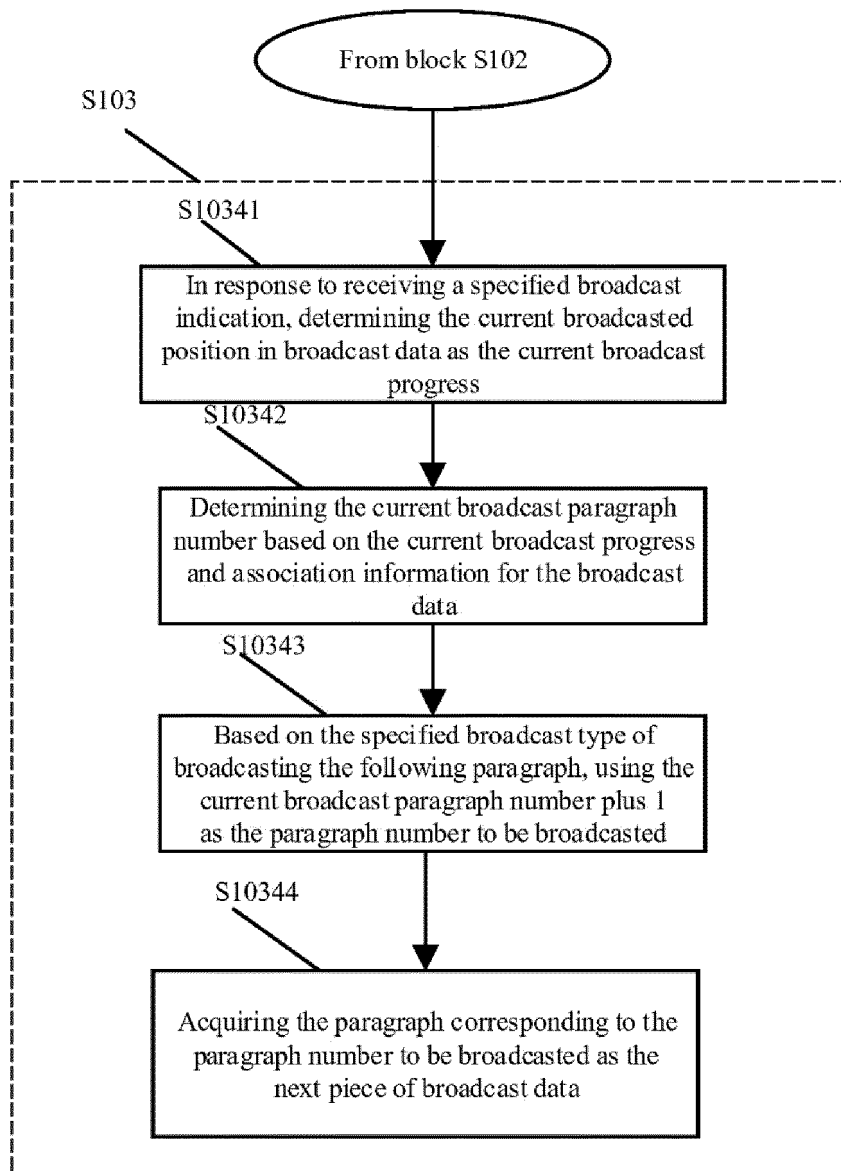 From block S102
S103
S10341
In response to receiving a specified broadcast
indication, determining the current broadcasted
position in broadcast data as the current broadcast
progress
S10342
Determining the current broadcast paragraph
number based on the current broadcast progress
and association information for the broadcast
data
S10343
Based on the specified broadcast type of
broadcasting the following paragraph, using the
current broadcast paragraph number plus 1
as the paragraph number to be broadcasted
S10344
Acquiring the paragraph corresponding to the
paragraph number to be broadcasted as the
next piece of broadcast data